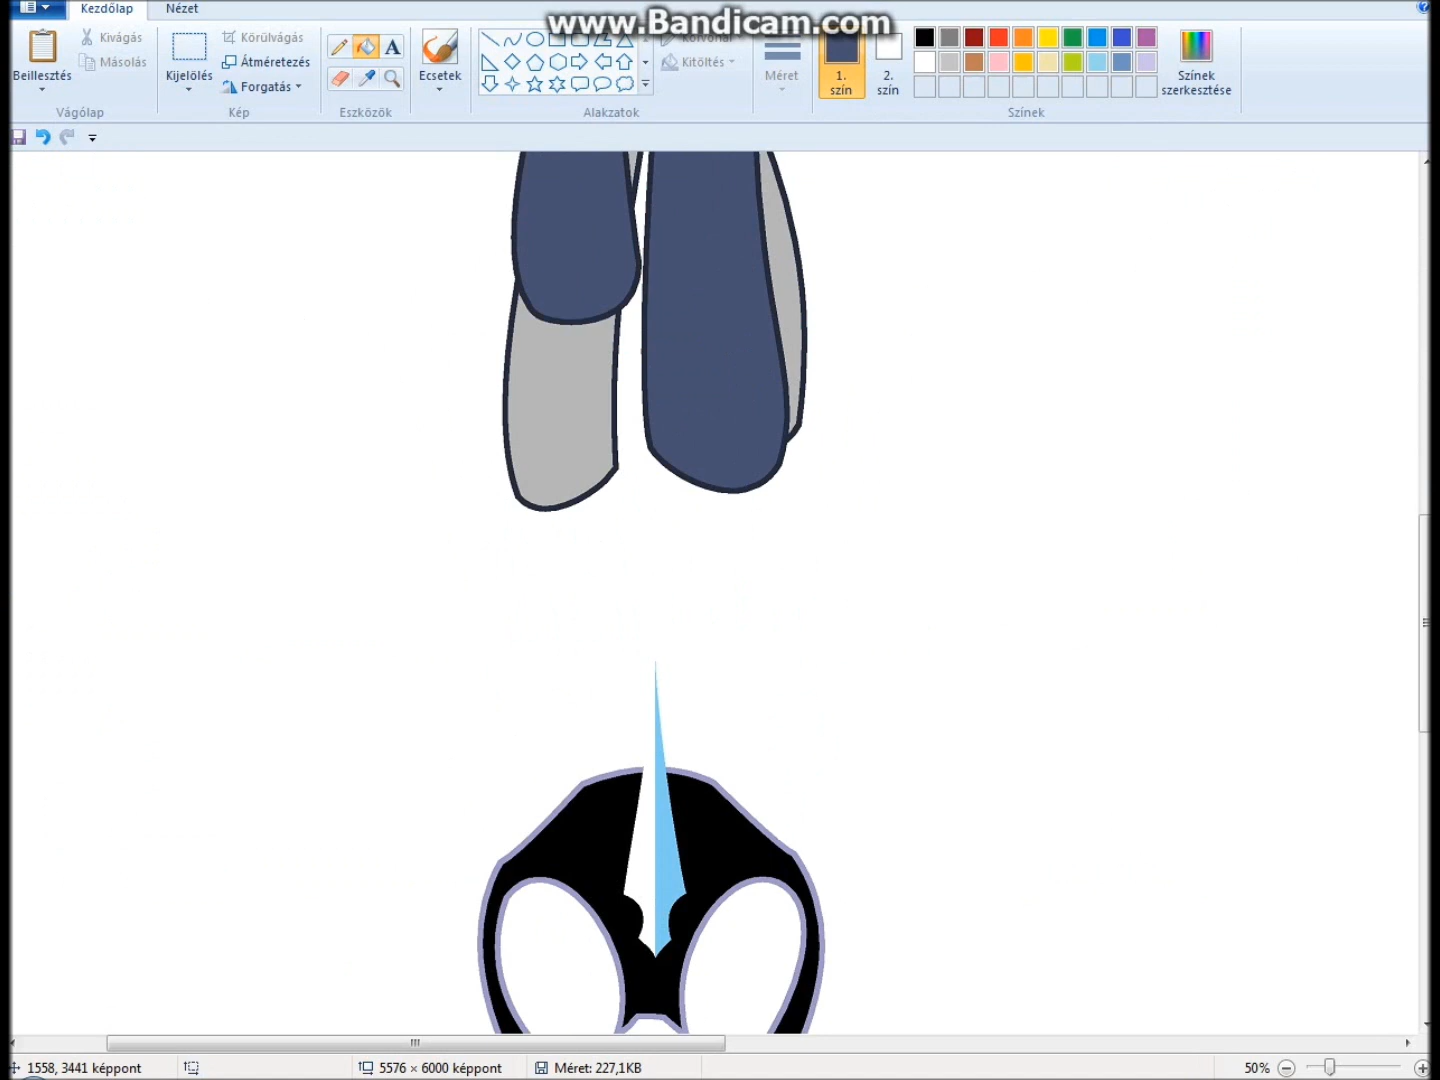 Kezdőlap Nézet
www.Bandicam.com
Beillesztés
Kivágás
Másolás
Vágólap
Kijelölés
Körülvágás
Átméretezés
Forgatás
Kép
A
Eszközök
Ecsetek
Körvonal
Kitöltés
Alakzatok
Méret
1.
szín
2.
szín
Színek
szerkesztése
Színek
1558, 3441 képpont
5576 × 6000 képpont
Méret: 227,1KB
50%